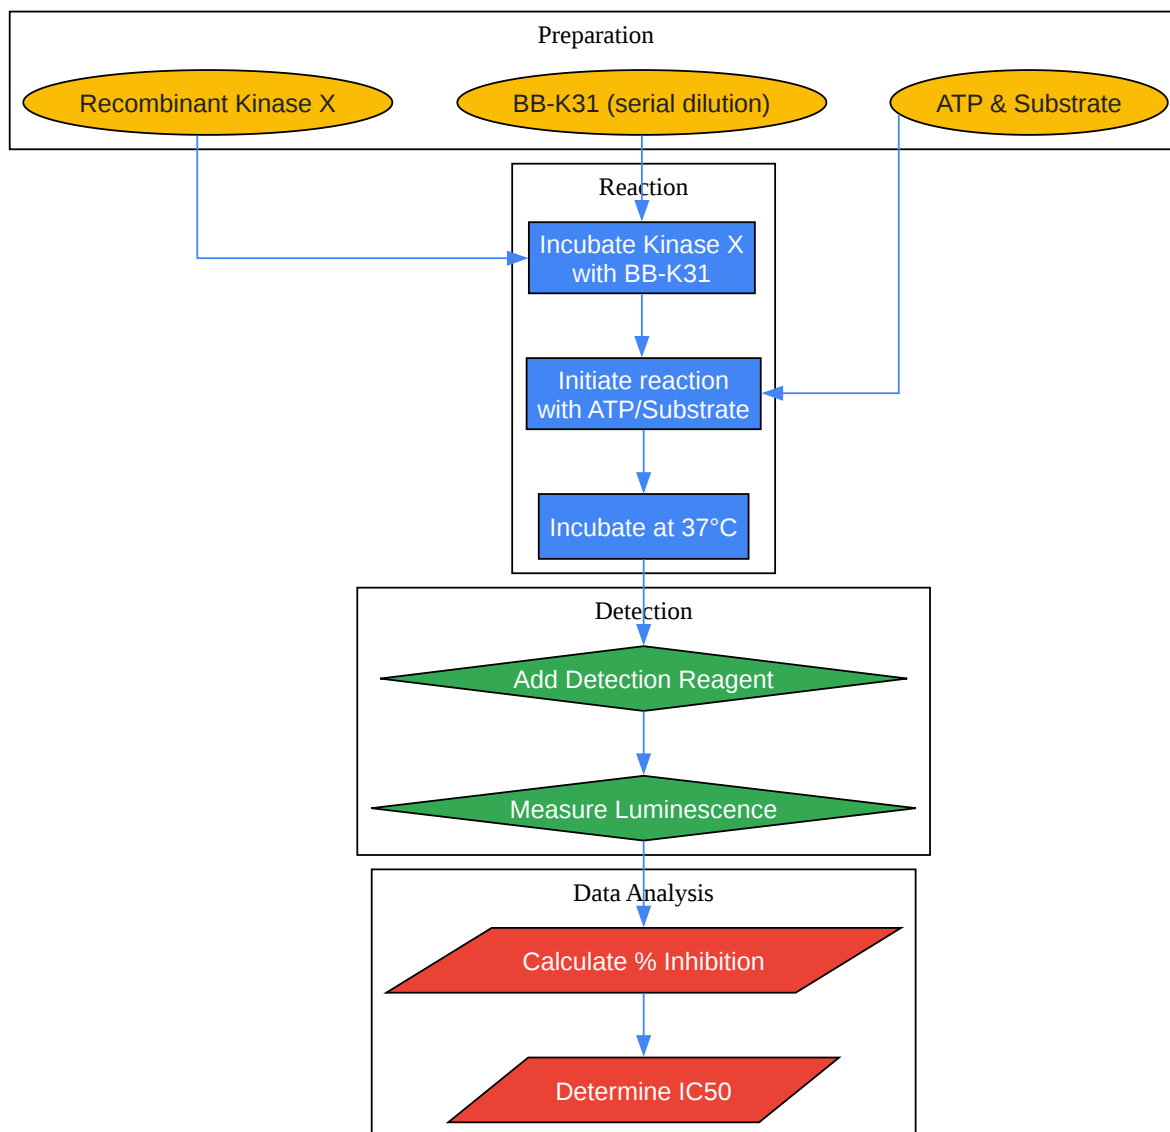 Preparation
Recombinant Kinase X
BB-K31 (serial dilution)
ATP & Substrate
Reaction
Incubate Kinase X
with BB-K31
Initiate reaction
with ATP/Substrate
Incubate at 37°C
Detection
Add Detection Reagent
Measure Luminescence
Data Analysis
Calculate % Inhibition
Determine IC50